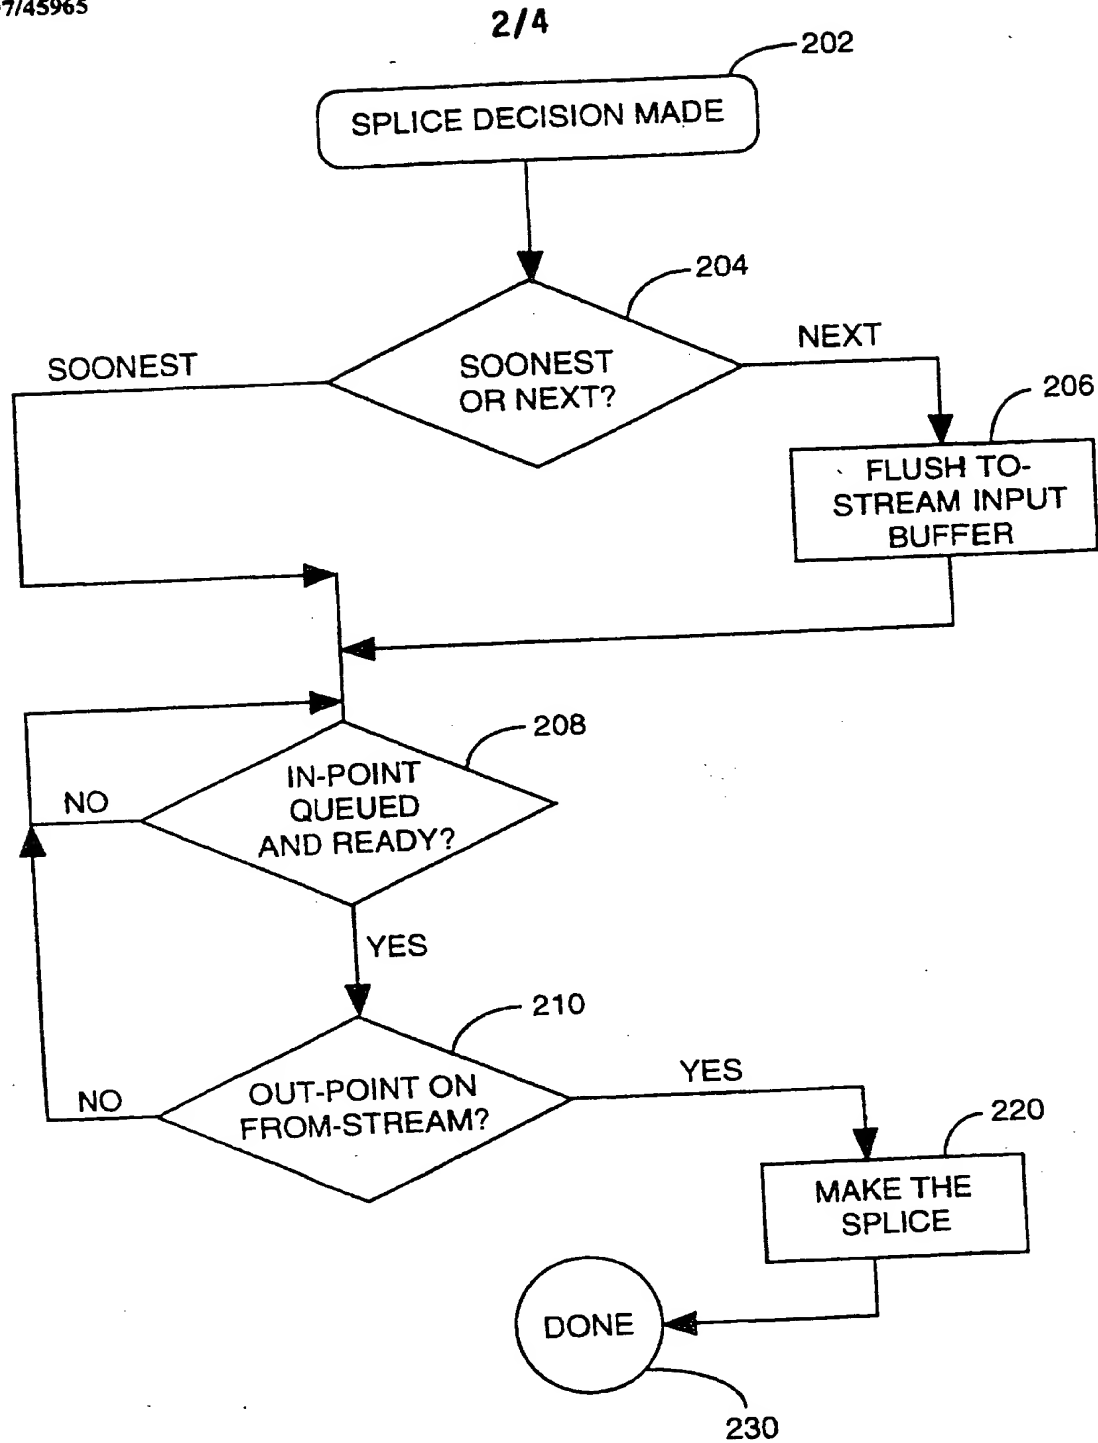 7/45965
2/4
202
SPLICE DECISION MADE
204
SOONEST
NEXT
SOONEST
OR NEXT?
206
FLUSH TO-
STREAM INPUT
BUFFER
208
IN-POINT
QUEUED
AND READY?
NO
YES
210
OUT-POINT ON
FROM-STREAM?
NO
YES
220
MAKE THE
SPLICE
DONE
230